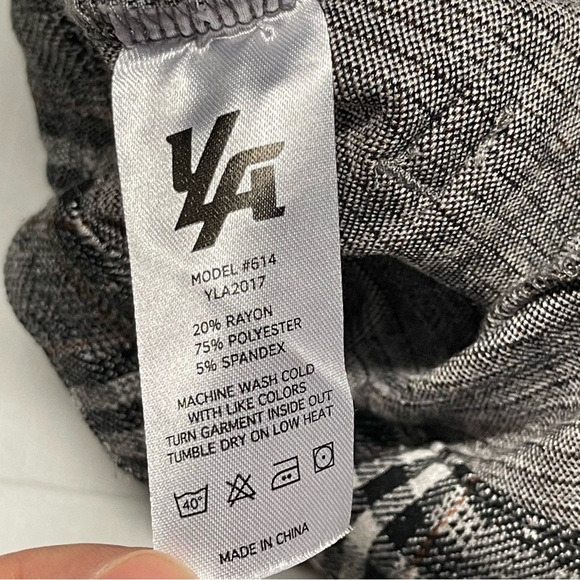 YLA
MODEL #614
YLA2017
20% RAYON
75% POLYESTER
5% SPANDEX
MACHINE WASH COLD
WITH LIKE COLORS
TURN GARMENT INSIDE OUT
TUMBLE DRY ON LOW HEAT
40°
MADE IN CHINA